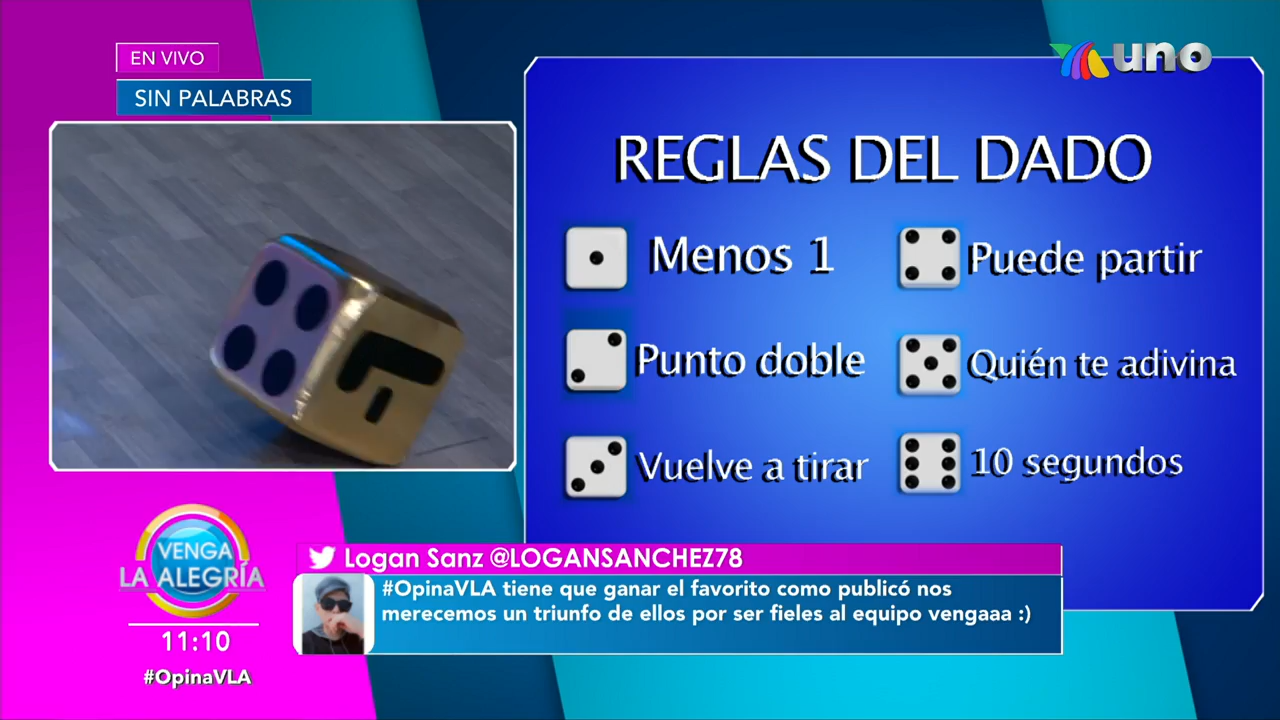 EN VIVO
SIN PALABRAS
uno
REGLAS DEL DADO
Menos 1
Puede partir
Punto doble
Quién te adivina
Vuelve a tirar
10 segundos
VENGA
LA ALEGRÍA
11:10
#OpinaVLA
Logan Sanz @LOGANSANCHEZ78
#OpinaVLA tiene que ganar el favorito como publicó nos
merecemos un triunfo de ellos por ser fieles al equipo vengaaa :)